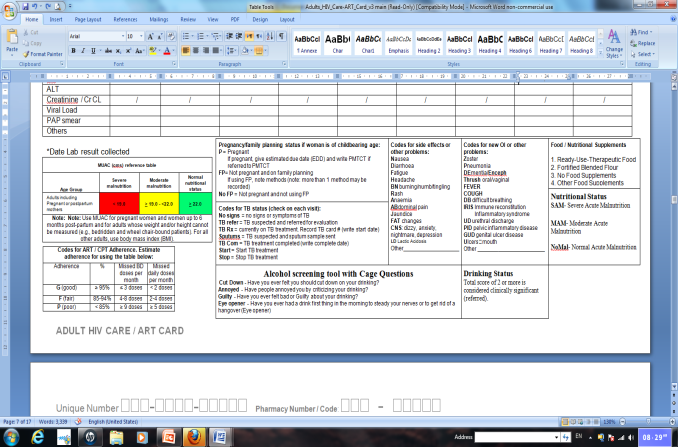 Table Tools
Adults_HIV_Care-ART_Card_v3 main (Read-Only) [Compatibility Mode] - Microsoft Word non-commercial use
Home Insert Page Layout References Mailings Review View PDF Design Layout
Cut
Copy
Format Painter
Paste
Arial
10
AaBbCcI AaBbC AaBbCc AaBbCcDc AaBbCcDdEe AaBbCc AaBbC AaBbCc AaBbCcI AaBbCcI
1 Annexe Char Char1 Emphasis Heading 1 Heading 2 Heading 3 Heading 4 Heading 6 Heading 7 Heading 8
Change Styles
Find
Replace
Select
Clipboard Font Paragraph Styles Editing
ALT
Creatinine / Cr CL / / / / / / /
Viral Load
PAP smear
Others
*Date Lab result collected
MUAC (cms) reference table
Age Group
Severe malnutrition
Moderate malnutrition
Normal nutritional status
Adults including Pregnant or postpartum mothers
≥ 19.0 - <22.0
≥ 22.0
Note: Note: Use MUAC for pregnant women and women up to 6
months post-partum and for adults whose weight and/or height cannot
be measured (e.g., bedridden and wheel chair-bound patients). For all
other adults, use body mass index (BMI).
Codes for ART / CPT Adherence. Estimate
adherence for using the table below:
Adherence % Missed BD doses per month Missed daily doses per month
G (good) ≥ 95% ≤ 3 doses < 2 doses
F (fair) 85-94% 4-8 doses 2-4 doses
P (poor) < 85% ≥ 9 doses ≥ 5 doses
Pregnancy/family planning status if woman is of childbearing age:
P = Pregnant
If pregnant, give estimated due date (EDD) and write PMTCT if
referred to PMTCT
FP= Not pregnant and on family planning
If using FP, note methods (note: more than 1 method may be
recorded)
No FP = Not pregnant and not using FP
Codes for TB status (check on each visit):
No signs = no signs or symptoms of TB
TB refer = TB suspected and referred for evaluation
TB Rx = currently on TB treatment. Record TB card # (write start date)
Sputums = TB suspected and sputum sample sent
TB Com = TB treatment completed (write complete date)
Start = Start TB treatment
Stop = Stop TB treatment
Codes for side effects or
other problems:
Nausea
Diarrhoea
Fatigue
Headache
BN burning/numb/tingling
Rash
Anaemia
ABdominal pain
Jaundice
FAT changes
CNS: dizzy, anxiety,
nightmare, depression
LD Lactic Acidosis
Codes for new OI or other
problems:
Zoster
Pneumonia
DEmentia/Enceph
Thrush oral/vaginal
FEVER
COUGH
DB difficult breathing
IRIS Immune reconstitution
Inflammatory syndrome
UD urethral discharge
PID pelvic inflammatory disease
GUD genital ulcer disease
Ulcers = mouth
Other
Food / Nutritional Supplements
1. Ready-Use-Therapeutic Food
2. Fortified Blended Flour
3. No Food Supplements
4. Other Food Supplements
Nutritional Status
SAM- Severe Acute Malnutrition
MAM- Moderate Acute
Malnutrition
NoMal- No Acute Malnutrition
Alcohol screening tool with Cage Questions
Cut Down - Have you ever felt you should cut down on your drinking?
Annoyed - Have people annoyed you by criticizing your drinking?
Guilty - Have you ever felt bad or Guilty about your drinking?
Eye opener - Have you ever had a drink first thing in the morning to steady your nerves or to get rid of a
hangover (Eye opener)
Drinking Status
Total score of 2 or more is
considered clinically significant
(referred).
ADULT HIV CARE / ART CARD
Unique Number Pharmacy Number / Code
Page: 7 of 17 Words: 3,339 English (United States) 130%
Address EN 08:29